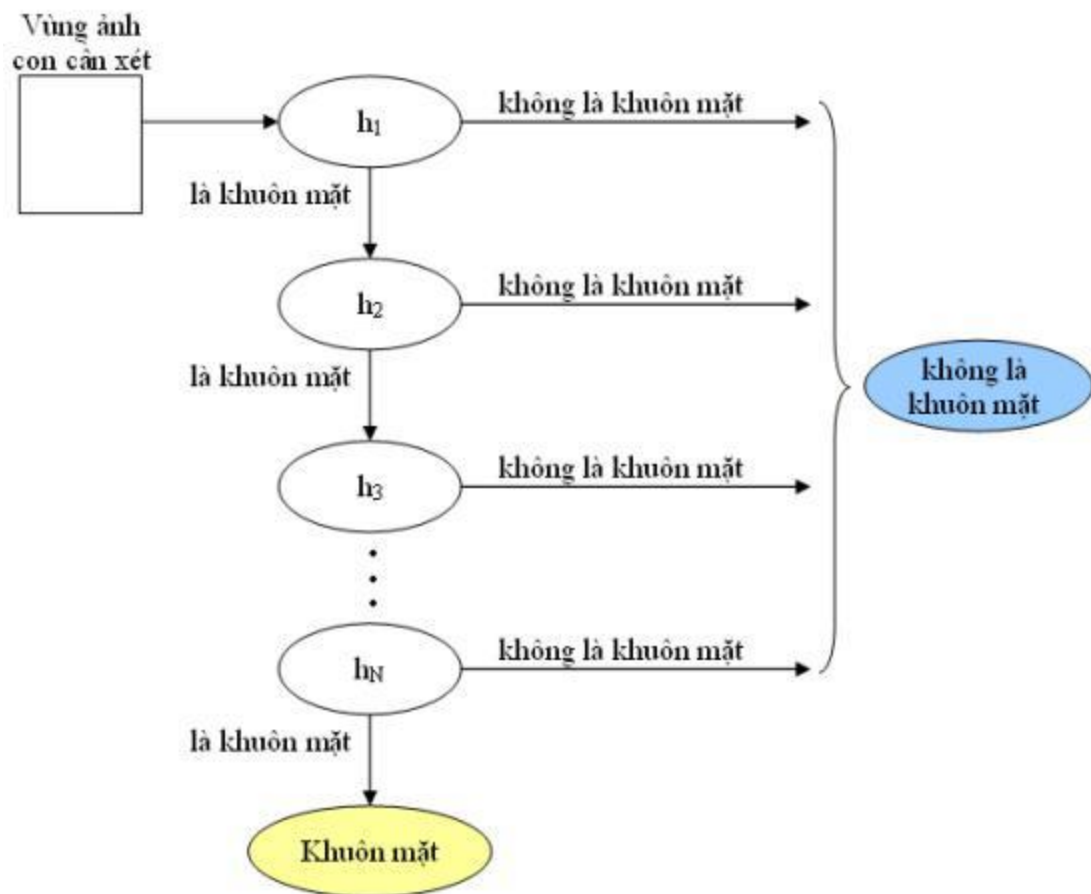 Vùng ảnh
con cần xét
h₁
không là khuôn mặt
là khuôn mặt
h₂
không là khuôn mặt
là khuôn mặt
không là
khuôn mặt
h₃
không là khuôn mặt
h_N
không là khuôn mặt
là khuôn mặt
Khuôn mặt